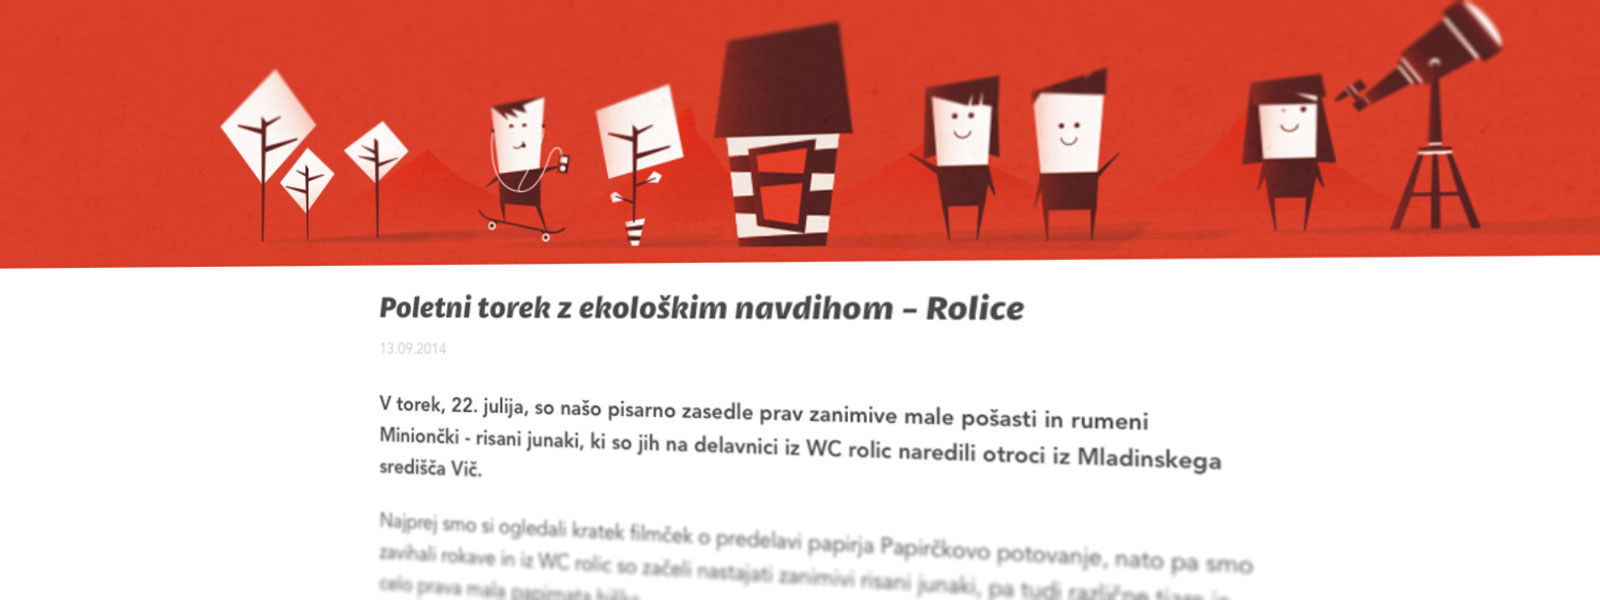 Poletni torek z ekološkim navdihom – Rolice
13.09.2014
V torek, 22. julija, so našo pisarno zasedle prav zanimive male pošasti in rumeni
Miniončki - risani junaki, ki so jih na delavnici iz WC rolic naredili otroci iz Mladinskega
središča Vič.
Najprej smo si ogledali kratek filmček o predelavi papirja Papirčkovo potovanje, nato pa smo
zavihali rokave in iz WC rolic so začeli nastajati zanimivi risani junaki, pa tudi različne
celo prava mala